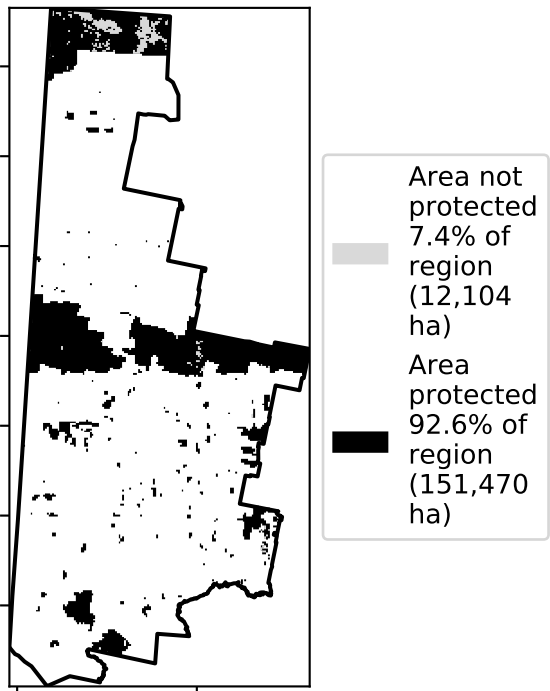 Area not
protected
7.4% of
region
(12,104
ha)
Area
protected
92.6% of
region
(151,470
ha)